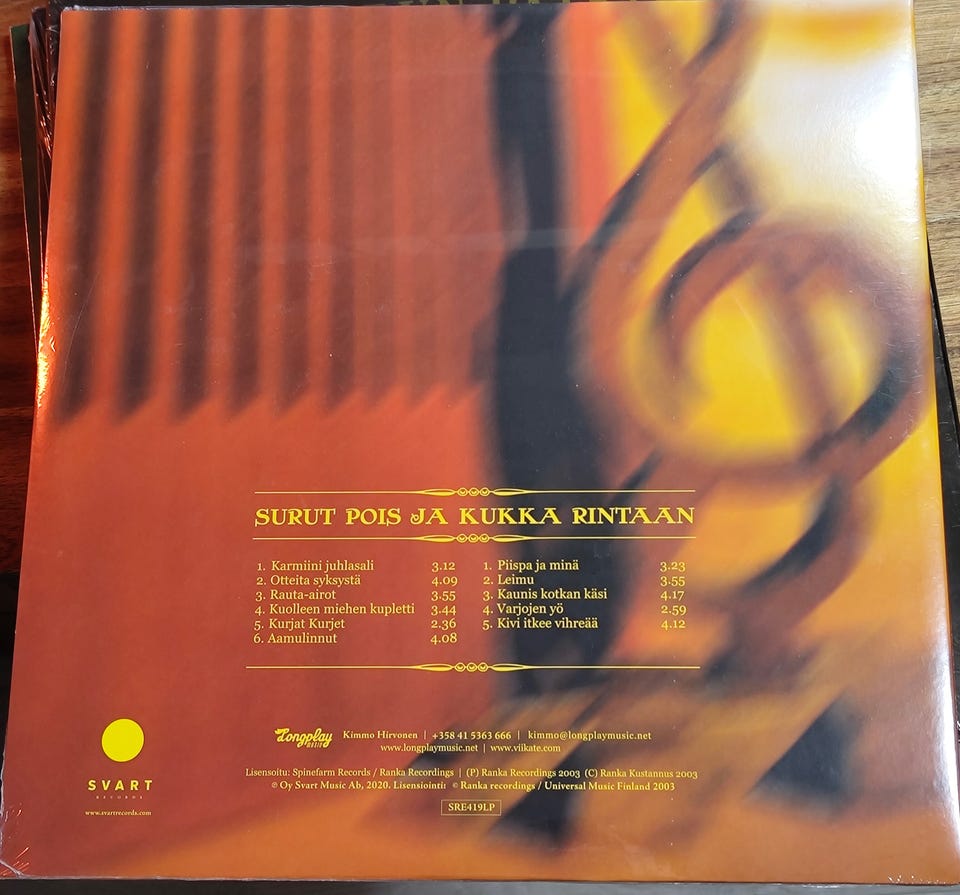 SURUT POIS JA KUKKA RINTAAN
1. Karmiini juhlasali 3.12
2. Otteita syksystä 4.09
3. Rauta-airot 3.55
4. Kuolleen miehen kupletti 3.44
5. Kurjat Kurjet 2.36
6. Aamulinnut 4.08
1. Piispa ja minä 3.23
2. Leimu 3.55
3. Kaunis kotkan käsi 4.17
4. Varjojen yö 2.59
5. Kivi itkee vihreää 4.12
Longplay MUSIC
Kimmo Hirvonen | +358 41 5363 666 | kimmo@longplaymusic.net
www.longplaymusic.net | www.viikate.com
SVART
RECORDS
www.svartrecords.com
Lisensoitu: Spinefarm Records / Ranka Recordings | (P) Ranka Recordings 2003 (C) Ranka Kustannus 2003
℗ Oy Svart Music Ab, 2020. Lisensiointi: © Ranka recordings / Universal Music Finland 2003
SRE419LP